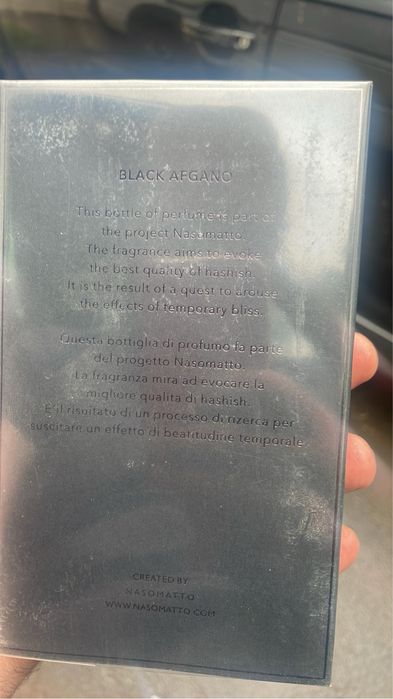 BLACK AFGANO
This bottle of perfume is part of
the project Nasomatto.
The fragrance aims to evoke
the best quality of hashish.
It is the result of a quest to arouse
the effects of temporary bliss.
Questa bottiglia di profumo fa parte
del progetto Nasomatto.
La fragranza mira ad evocare la
migliore qualita di hashish.
E'il risultato di un processo di rizerca per
suscitare un effetto di beatitudine temporale.
CREATED BY
NASOMATTO
WWW.NASOMATTO.COM